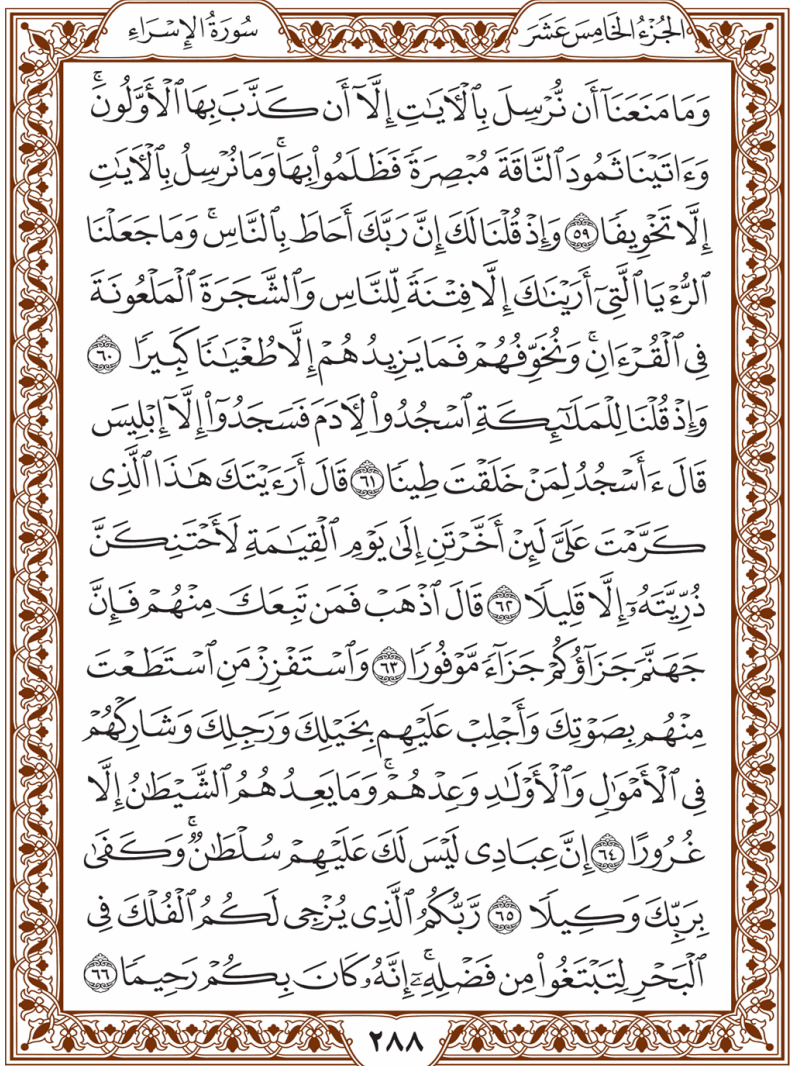 الجُزْءُ الخَامِسَ عَشَرَ
سُورَةُ الإِسْرَاءِ
وَمَا مَنَعَنَآ أَن نُّرْسِلَ بِٱلْأٓيَٰتِ إِلَّآ أَن كَذَّبَ بِهَا ٱلْأَوَّلُونَۚ
وَءَاتَيْنَا ثَمُودَ ٱلنَّاقَةَ مُبْصِرَةً فَظَلَمُوا۟ بِهَاۚ وَمَا نُرْسِلُ بِٱلْأٓيَٰتِ
إِلَّا تَخْوِيفًا ٥٩ وَإِذْ قُلْنَا لَكَ إِنَّ رَبَّكَ أَحَاطَ بِٱلنَّاسِۚ وَمَا جَعَلْنَا
ٱلرُّءْيَا ٱلَّتِىٓ أَرَيْنَٰكَ إِلَّا فِتْنَةً لِّلنَّاسِ وَٱلشَّجَرَةَ ٱلْمَلْعُونَةَ
فِى ٱلْقُرْءَانِۚ وَنُخَوِّفُهُمْ فَمَا يَزِيدُهُمْ إِلَّا طُغْيَٰنًا كَبِيرًا ٦٠
وَإِذْ قُلْنَا لِلْمَلَٰٓئِكَةِ ٱسْجُدُوا۟ لِأٓدَمَ فَسَجَدُوٓا۟ إِلَّآ إِبْلِيسَ
قَالَ ءَأَسْجُدُ لِمَنْ خَلَقْتَ طِينًا ٦١ قَالَ أَرَءَيْتَكَ هَٰذَا ٱلَّذِى
كَرَّمْتَ عَلَىَّ لَئِنْ أَخَّرْتَنِ إِلَىٰ يَوْمِ ٱلْقِيَٰمَةِ لَأَحْتَنِكَنَّ
ذُرِّيَّتَهُۥٓ إِلَّا قَلِيلًا ٦٢ قَالَ ٱذْهَبْ فَمَن تَبِعَكَ مِنْهُمْ فَإِنَّ
جَهَنَّمَ جَزَآؤُكُمْ جَزَآءً مَّوْفُورًا ٦٣ وَٱسْتَفْزِزْ مَنِ ٱسْتَطَعْتَ
مِنْهُم بِصَوْتِكَ وَأَجْلِبْ عَلَيْهِم بِخَيْلِكَ وَرَجِلِكَ وَشَارِكْهُمْ
فِى ٱلْأَمْوَٰلِ وَٱلْأَوْلَٰدِ وَعِدْهُمْۚ وَمَا يَعِدُهُمُ ٱلشَّيْطَٰنُ إِلَّا
غُرُورًا ٦٤ إِنَّ عِبَادِى لَيْسَ لَكَ عَلَيْهِمْ سُلْطَٰنٌۚ وَكَفَىٰ
بِرَبِّكَ وَكِيلًا ٦٥ رَّبُّكُمُ ٱلَّذِى يُزْجِى لَكُمُ ٱلْفُلْكَ فِى
ٱلْبَحْرِ لِتَبْتَغُوا۟ مِن فَضْلِهِۦٓۚ إِنَّهُۥ كَانَ بِكُمْ رَحِيمًا ٦٦
٢٨٨